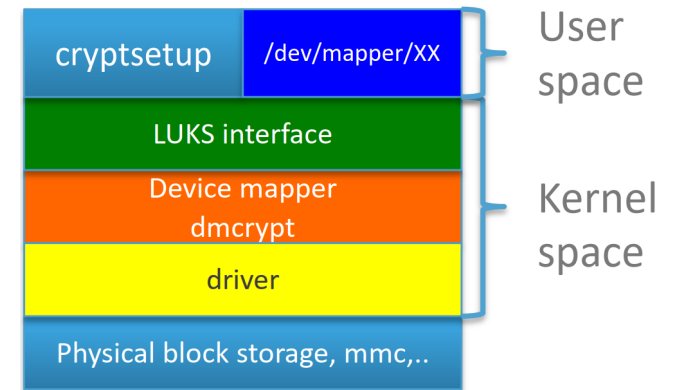 cryptsetup
/dev/mapper/XX
User
space
LUKS interface
Device mapper
dmcrypt
Kernel
space
driver
Physical block storage, mmc,..